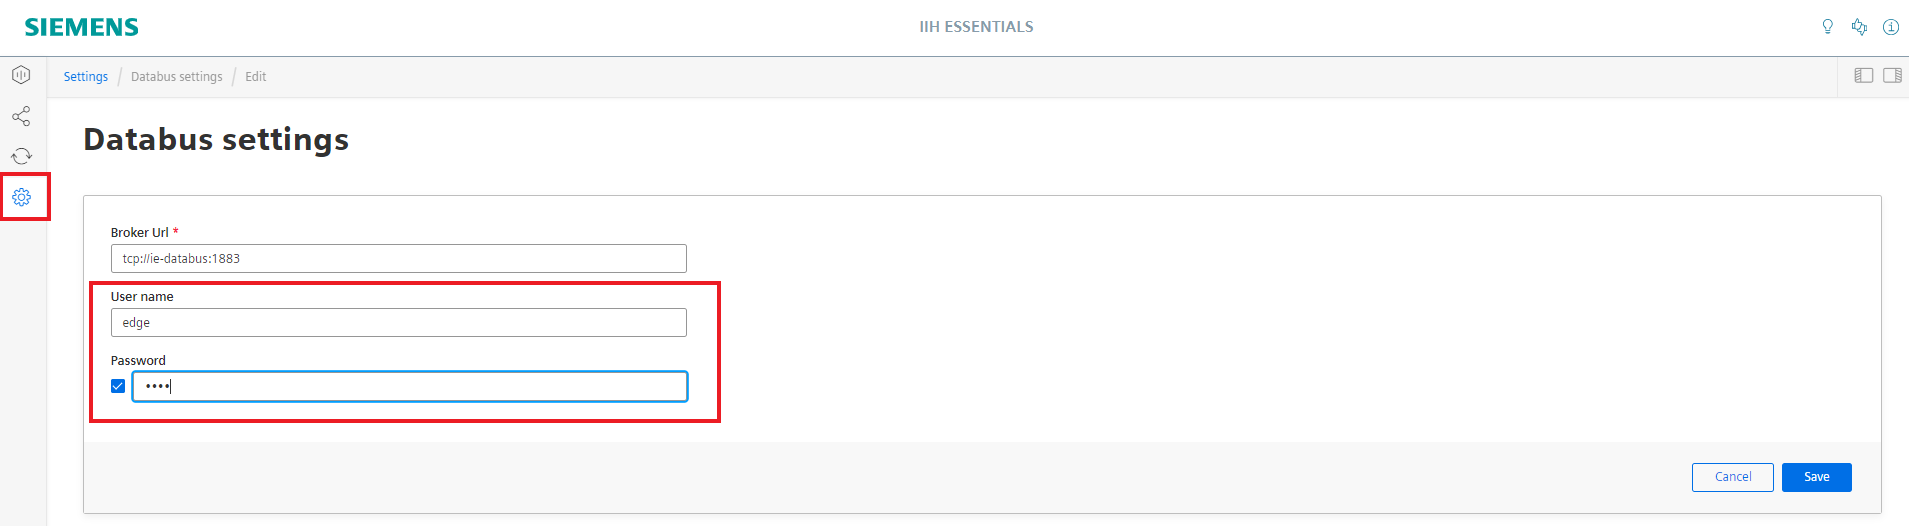 SIEMENS
IIH ESSENTIALS
Settings / Databus settings / Edit
Databus settings
Broker Url *
tcp://ie-databus:1883
User name
edge
Password
••••
Cancel Save